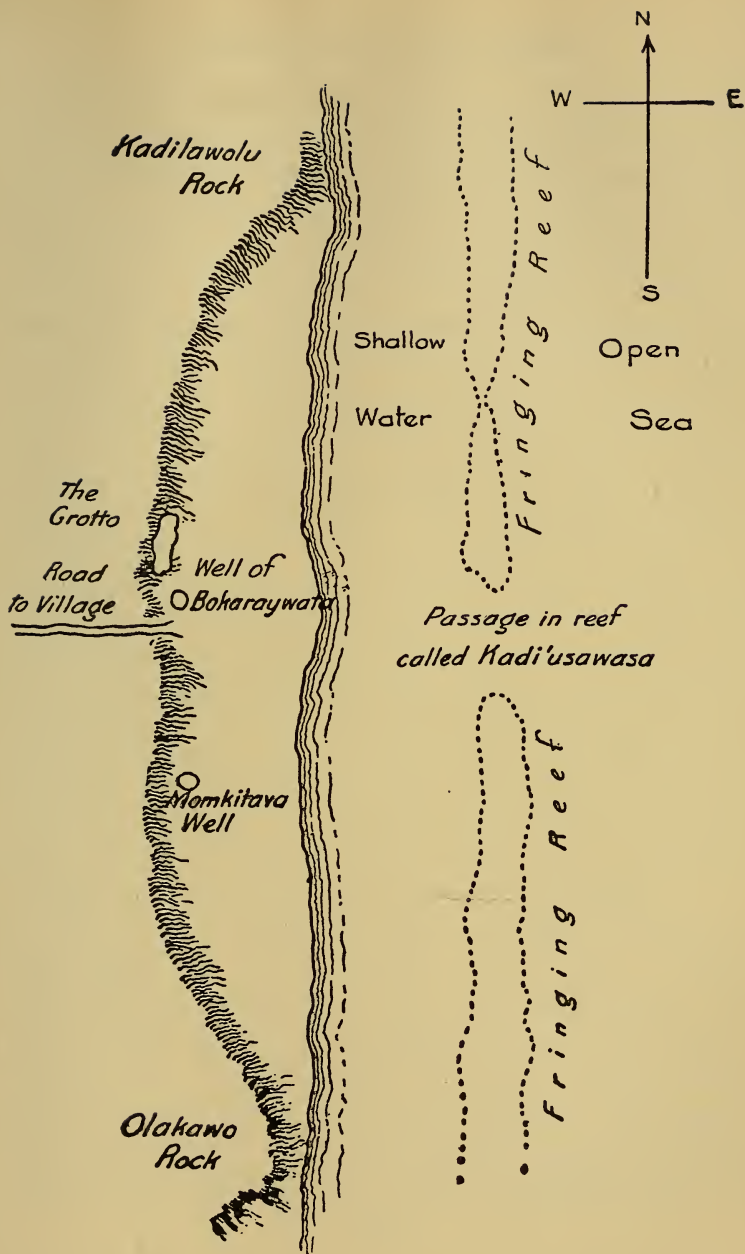 N
W E
S
Kadilawolu
Rock
Fringing Reef
Shallow
Water
Open
Sea
The
Grotto
Road
to Village
Well of
Bokaraywata
Passage in reef
called Kadi'usawasa
Momkitava
Well
Fringing Reef
Olakawo
Rock